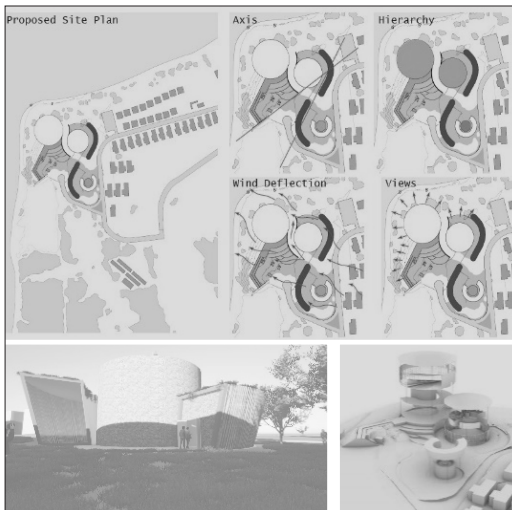 Proposed Site Plan
Axis
Hierarchy
Wind Deflection
Views